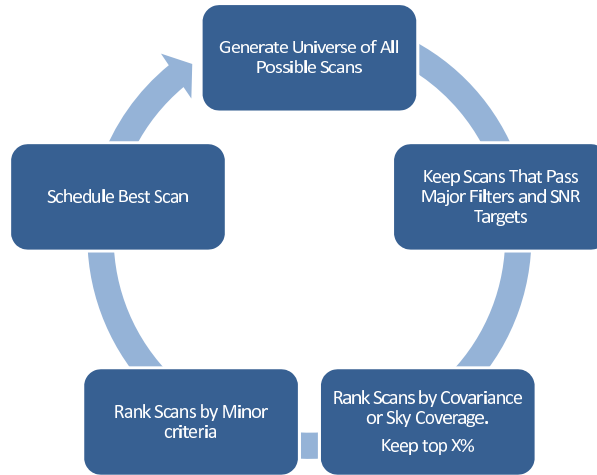 Generate Universe of All
Possible Scans
Keep Scans That Pass
Major Filters and SNR
Targets
Rank Scans by Covariance
or Sky Coverage.
Keep top X%
Rank Scans by Minor
criteria
Schedule Best Scan